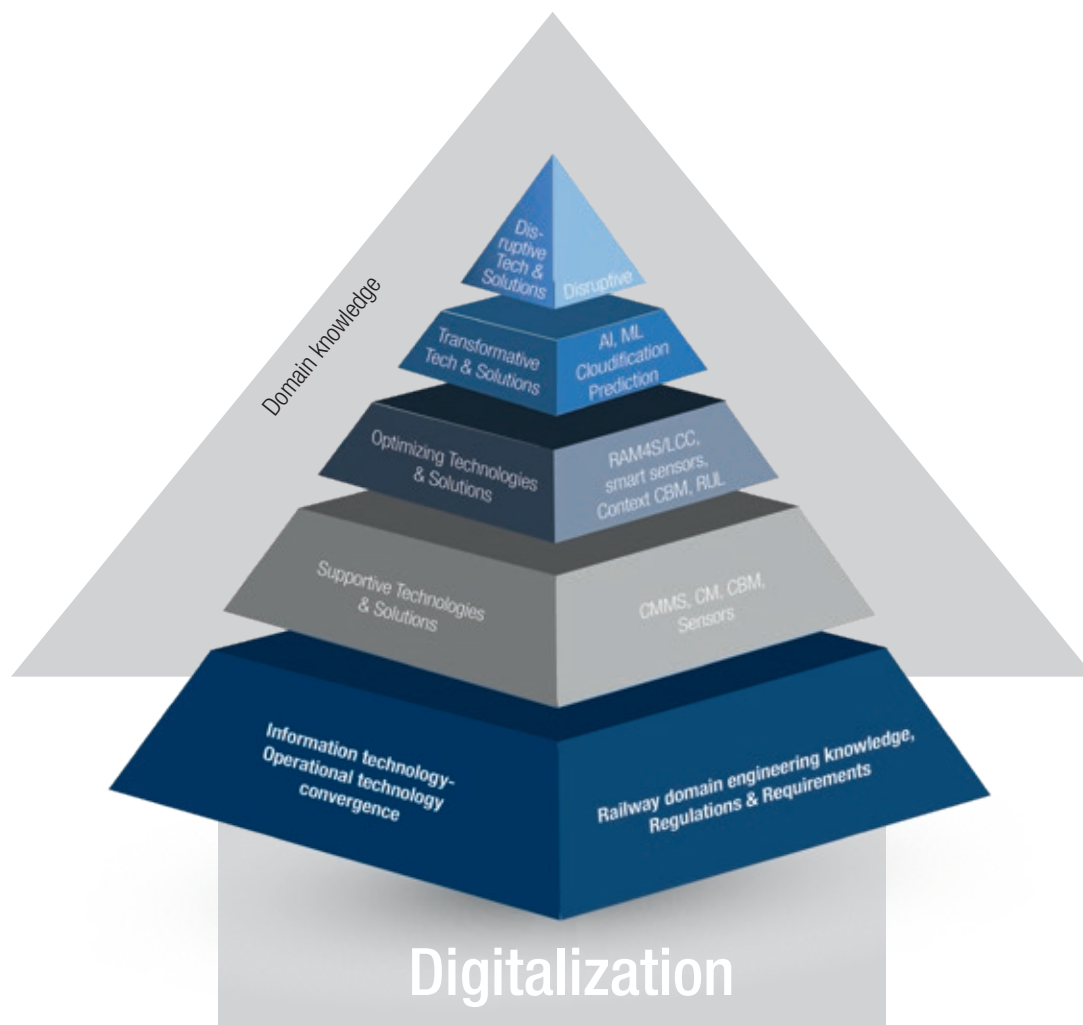 Domain knowledge
Dis-
ruptive
Tech &
Solutions
Disruptive
Transformative
Tech & Solutions
AI, ML
Cloudification
Prediction
Optimizing Technologies
& Solutions
RAM4S/LCC,
smart sensors,
Context CBM, RUL
Supportive Technologies
& Solutions
CMMS, CM, CBM,
Sensors
Information technology-
Operational technology
convergence
Railway domain engineering knowledge,
Regulations & Requirements
Digitalization